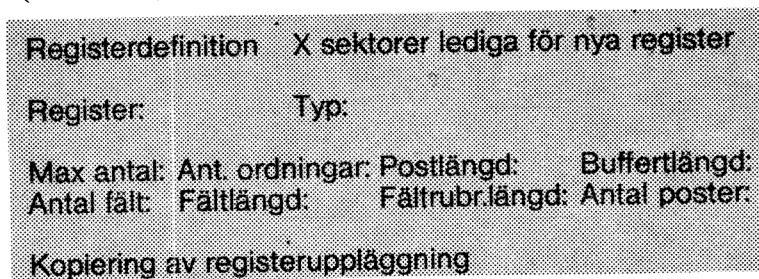 Registerdefinition X sektorer lediga för nya register
Register: Typ:
Max antal: Ant. ordningar: Postlängd: Buffertlängd:
Antal fält: Fältlängd: Fältrubr.längd: Antal poster:
Kopiering av registeruppläggning